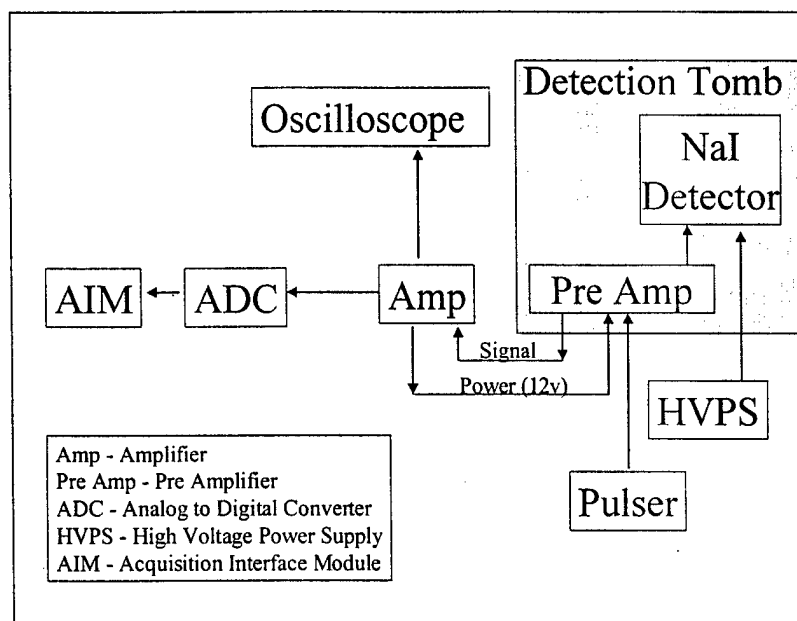 Detection Tomb
Oscilloscope
NaI
Detector
AIM
ADC
Amp
Pre Amp
Signal
Power (12v)
HVPS
Pulser
Amp - Amplifier
Pre Amp - Pre Amplifier
ADC - Analog to Digital Converter
HVPS - High Voltage Power Supply
AIM - Acquisition Interface Module